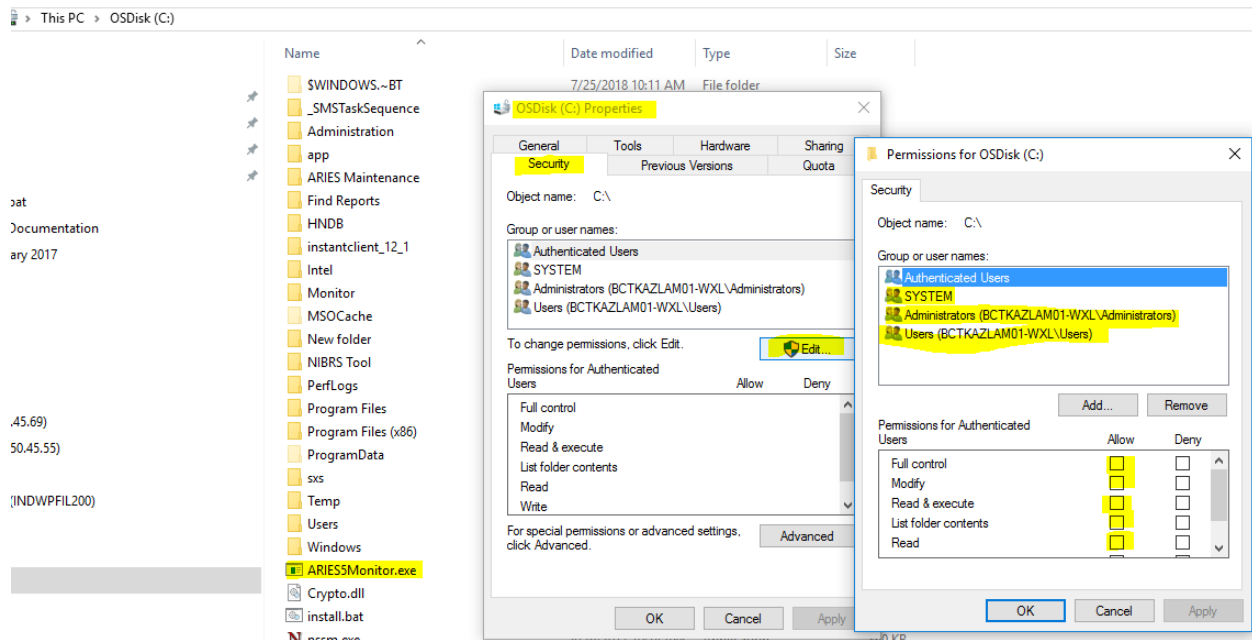 This PC > OSDisk (C:)
Name Date modified Type Size
$WINDOWS.~BT 7/25/2018 10:11 AM File folder
_SMSTaskSequence
Administration
app
ARIES Maintenance
Find Reports
HNDB
instantclient_12_1
Intel
Monitor
MSOCache
New folder
NIBRS Tool
PerfLogs
Program Files
Program Files (x86)
ProgramData
sxs
Temp
Users
Windows
ARIES5Monitor.exe
Crypto.dll
install.bat
Documentation
ary 2017
.45.69)
50.45.55)
(INDWPFIL200)
OSDisk (C:) Properties
General Tools Hardware Sharing
Security Previous Versions Quota
Object name: C:\
Group or user names:
Authenticated Users
SYSTEM
Administrators (BCTKAZLAM01-WXL\Administrators)
Users (BCTKAZLAM01-WXL\Users)
To change permissions, click Edit.
Edit...
Permissions for Authenticated
Users Allow Deny
Full control
Modify
Read & execute
List folder contents
Read
Write
For special permissions or advanced settings,
click Advanced.
Advanced
OK Cancel Apply
Permissions for OSDisk (C:)
Security
Object name: C:\
Group or user names:
Authenticated Users
SYSTEM
Administrators (BCTKAZLAM01-WXL\Administrators)
Users (BCTKAZLAM01-WXL\Users)
Add... Remove
Permissions for Authenticated
Users Allow Deny
Full control
Modify
Read & execute
List folder contents
Read
OK Cancel Apply